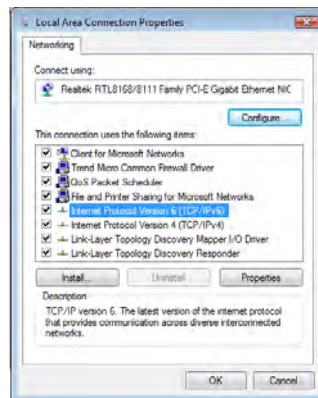 Local Area Connection Properties
Networking
Connect using:
Realtek RTL8168/8111 Family PCI-E Gigabit Ethernet NIC
Configure...
This connection uses the following items:
Client for Microsoft Networks
Trend Micro Common Firewall Driver
QoS Packet Scheduler
File and Printer Sharing for Microsoft Networks
Internet Protocol Version 6 (TCP/IPv6)
Internet Protocol Version 4 (TCP/IPv4)
Link-Layer Topology Discovery Mapper I/O Driver
Link-Layer Topology Discovery Responder
Install... Uninstall Properties
Description
TCP/IP version 6. The latest version of the internet protocol
that provides communication across diverse interconnected
networks.
OK Cancel